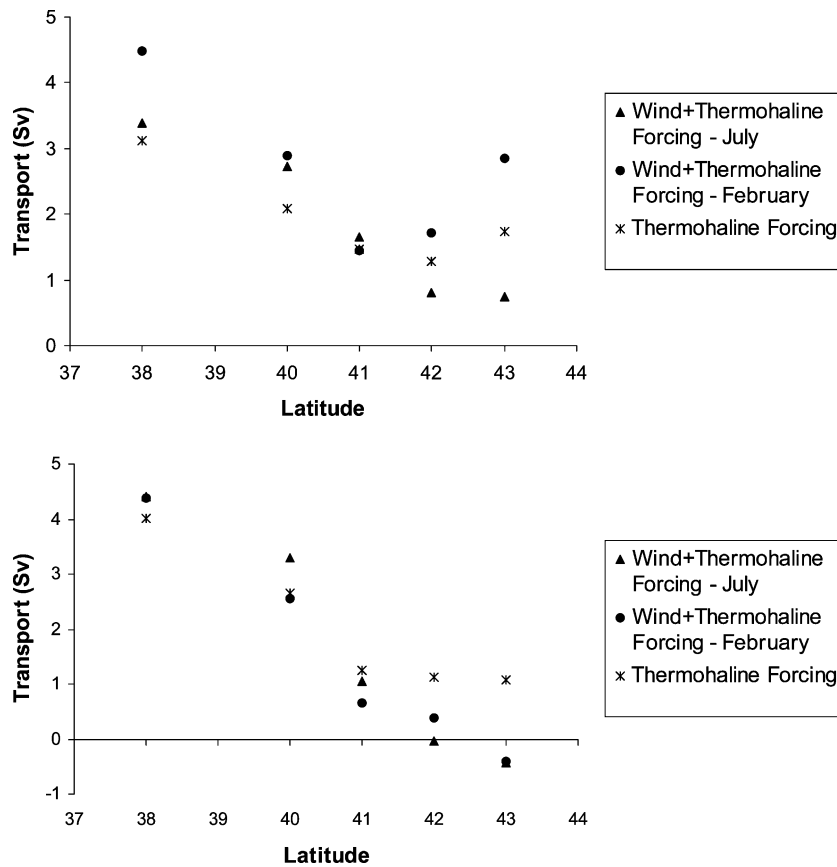 5
4
3
2
1
0
Transport (Sv)
37 38 39 40 41 42 43 44
Latitude
Wind+Thermohaline
Forcing - July
Wind+Thermohaline
Forcing - February
Thermohaline Forcing
5
4
3
2
1
0
-1
Transport (Sv)
37 38 39 40 41 42 43 44
Latitude
Wind+Thermohaline
Forcing - July
Wind+Thermohaline
Forcing - February
Thermohaline Forcing